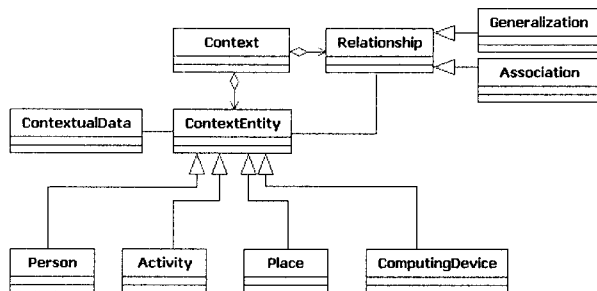 Generalization
Context
Relationship
Association
ContextualData
ContextEntity
Person
Activity
Place
ComputingDevice